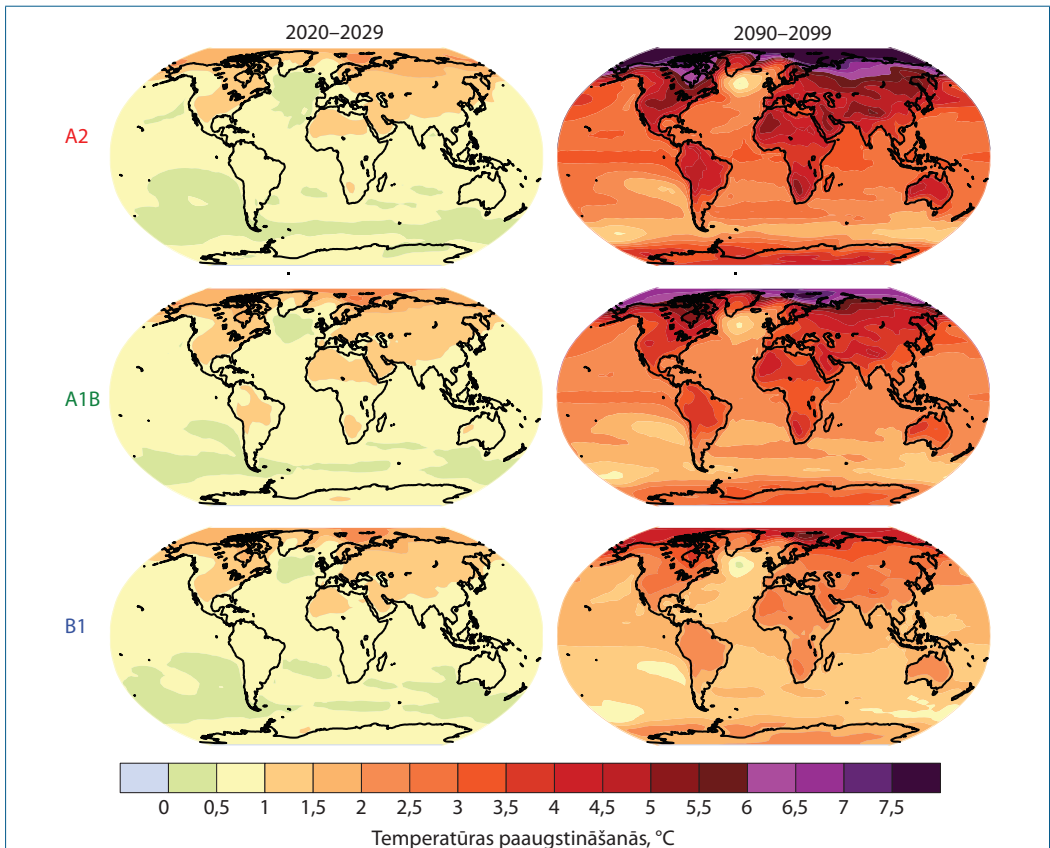 2020–2029 2090–2099
A2
A1B
B1
0 0,5 1 1,5 2 2,5 3 3,5 4 4,5 5 5,5 6 6,5 7 7,5
Temperatūras paaugstināšanās, °C